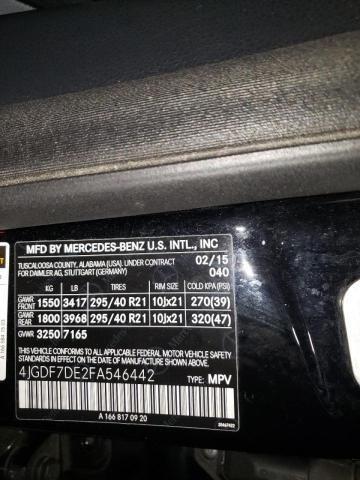 MFD BY MERCEDES-BENZ U.S. INTL., INC
TUSCALOOSA COUNTY, ALABAMA (USA). UNDER CONTRACT 02/15
FOR DAIMLER AG, STUTTGART (GERMANY) 040
KG LB TIRES RIM SIZE COLD KPA(PSI)
GAWR FRONT 1550 3417 295/40 R21 10Jx21 270(39)
GAWR REAR 1800 3968 295/40 R21 10Jx21 320(47)
GVWR 3250 7165
THIS VEHICLE CONFORMS TO ALL APPLICABLE U.S. FEDERAL MOTOR VEHICLE SAFETY STANDARDS IN EFFECT ON THE DATE OF MANUFACTURE SHOWN ABOVE.
4JGDF7DE2FA546442 TYPE: MPV
A 166 817 09 20